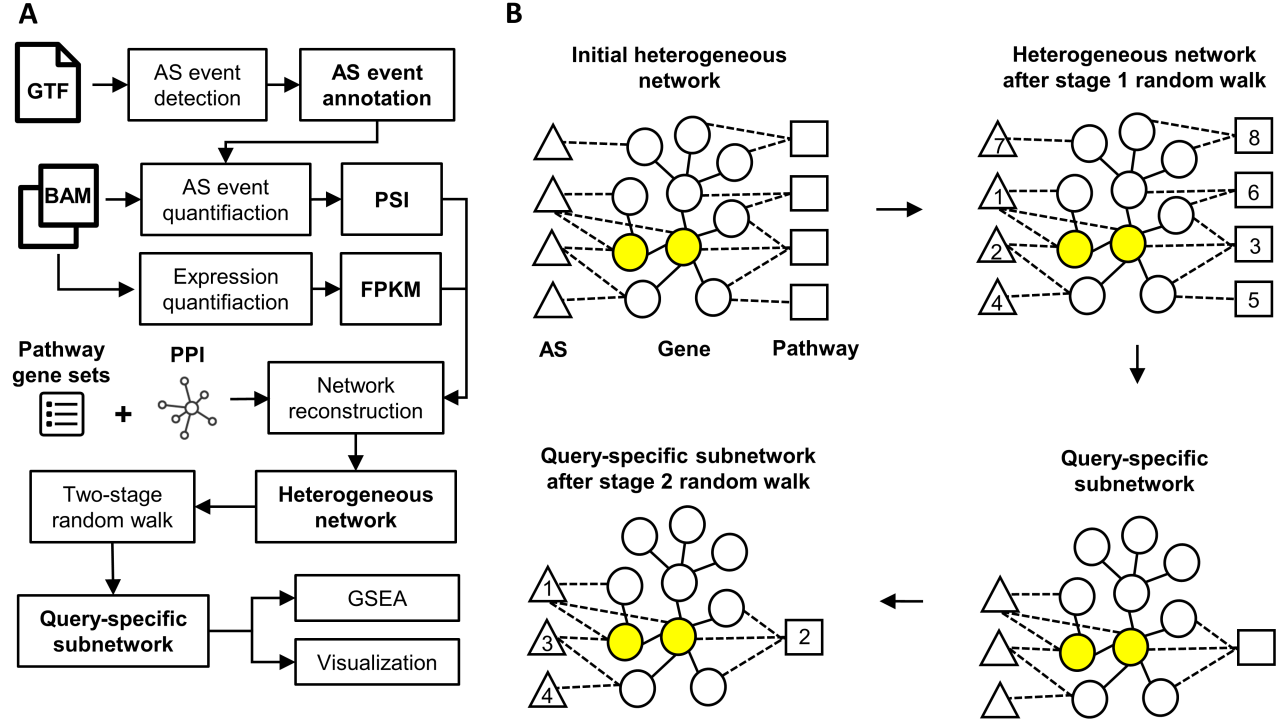 A
GTF
AS event
detection
AS event
annotation
BAM
AS event
quantifiaction
PSI
Expression
quantifiaction
FPKM
Pathway
gene sets
+
PPI
Network
reconstruction
Two-stage
random walk
Heterogeneous
network
Query-specific
subnetwork
GSEA
Visualization
B
Initial heterogeneous
network
AS
Gene
Pathway
Heterogeneous network
after stage 1 random walk
7
8
1
6
2
3
4
5
Query-specific subnetwork
after stage 2 random walk
1
3
2
4
Query-specific
subnetwork